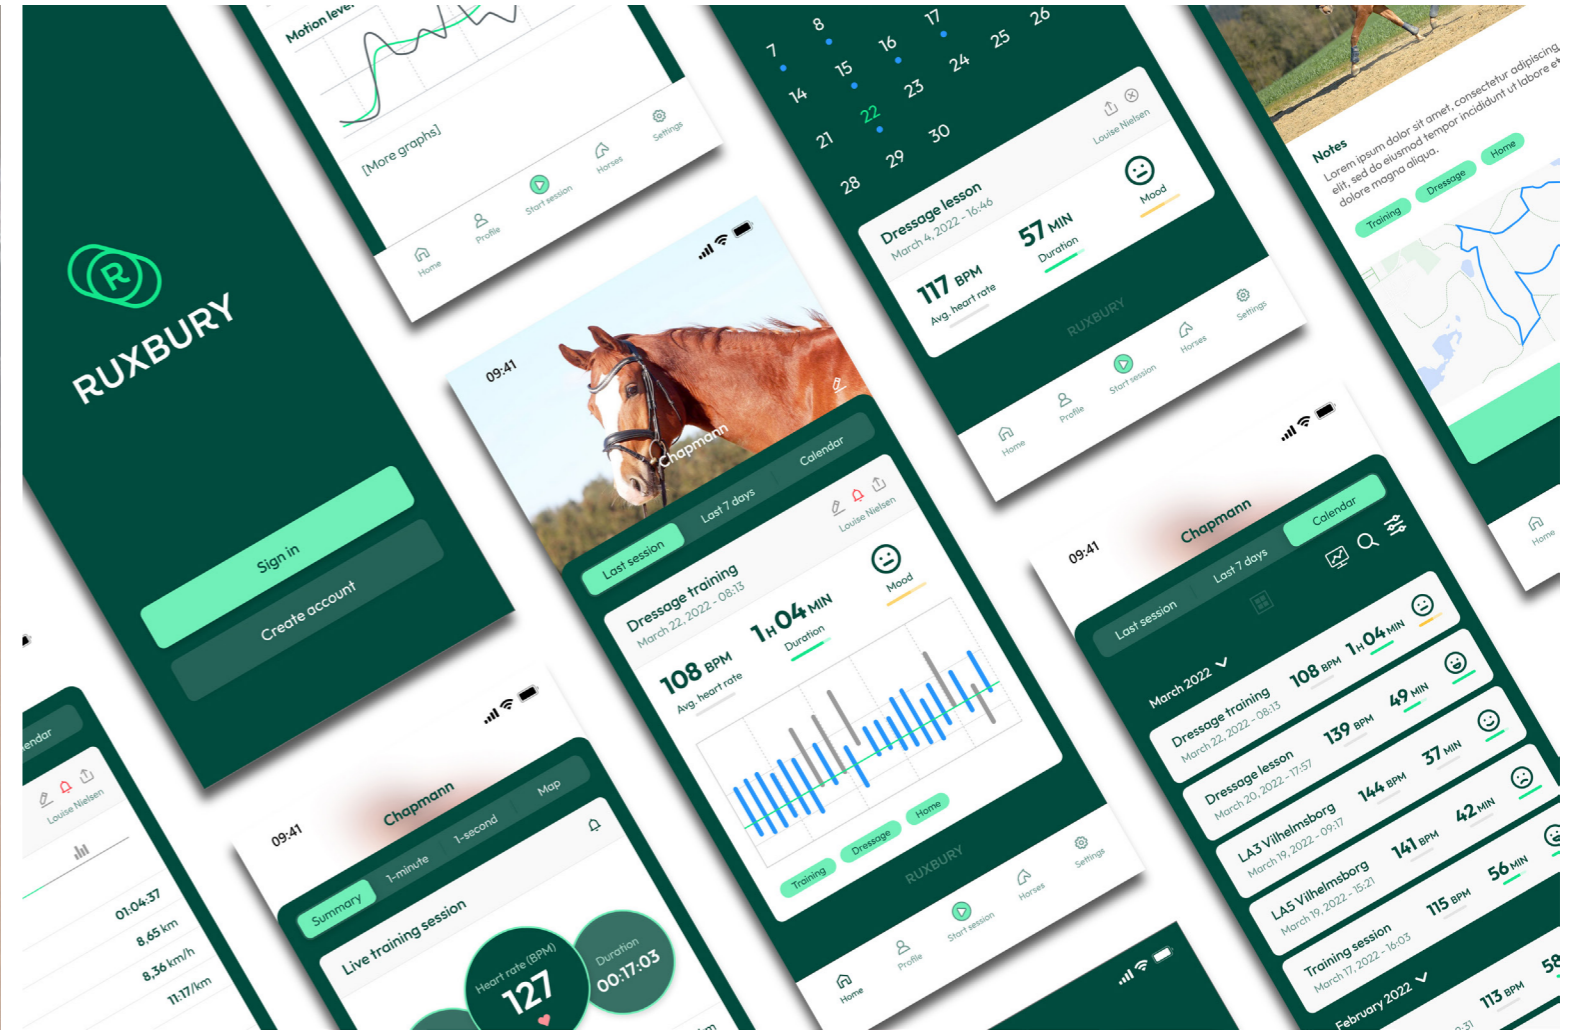 RUXBURY
Sign in
Create account
Motion level
[More graphs]
Home
Profile
Start session
Horses
Settings
7
8
14
15
16
17
21
22
23
24
25
26
28
29
30
Louise Nielsen
Dressage lesson
March 4, 2022 - 16:46
117 BPM
Avg. heart rate
57 MIN
Duration
Mood
RUXBURY
Home
Profile
Start session
Horses
Settings
Notes
Lorem ipsum dolor sit amet, consectetur adipiscing
elit, sed do eiusmod tempor incididunt ut labore et
dolore magna aliqua.
Training
Dressage
Home
Home
09:41
Chapmann
Last session
Last 7 days
Calendar
Louise Nielsen
Dressage training
March 22, 2022 - 08:13
108 BPM
Avg. heart rate
1 H 04 MIN
Duration
Mood
Training
Dressage
Home
RUXBURY
Home
Profile
Start session
Horses
Settings
09:41
Chapmann
Last session
Last 7 days
Calendar
March 2022
Dressage training
March 22, 2022 - 08:13
108 BPM
1 H 04 MIN
Dressage lesson
March 20, 2022 - 17:57
139 BPM
49 MIN
LA3 Vilhelmsborg
March 19, 2022 - 09:17
144 BPM
37 MIN
LA5 Vilhelmsborg
March 19, 2022 - 15:21
141 BPM
42 MIN
Training session
March 17, 2022 - 16:03
115 BPM
56 MIN
February 2022
113 BPM
58
:31
endar
Louise Nielsen
01:04:37
8,65 km
8,36 km/h
11:17/km
09:41
Chapmann
Summary
1-minute
1-second
Map
Live training session
Heart rate (BPM)
127
Duration
00:17:03
km